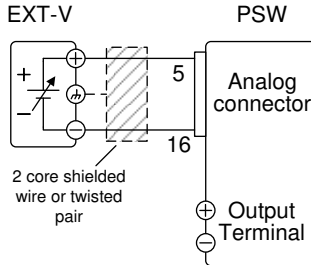 EXT-V
PSW
5
Analog
connector
16
2 core shielded
wire or twisted
pair
Output
Terminal